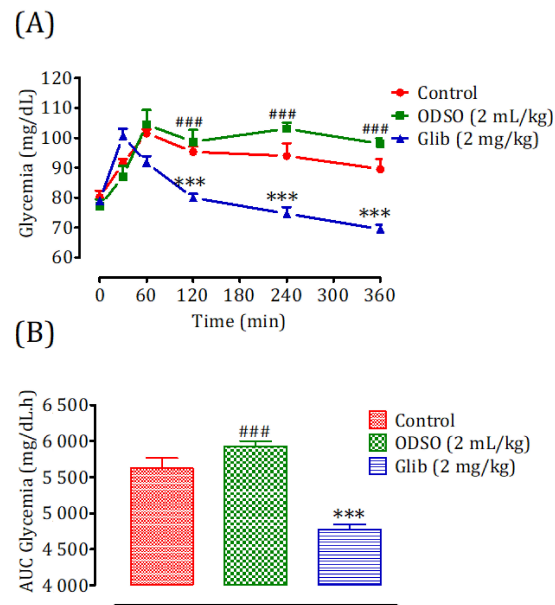 (A)
Glycemia (mg/dL)
120
110
100
90
80
70
60
###
###
###
***
***
***
Control
ODSO (2 mL/kg)
Glib (2 mg/kg)
0 60 120 180 240 300 360
Time (min)
(B)
AUC Glycemia (mg/dL.h)
6 500
6 000
5 500
5 000
4 500
4 000
###
***
Control
ODSO (2 mL/kg)
Glib (2 mg/kg)